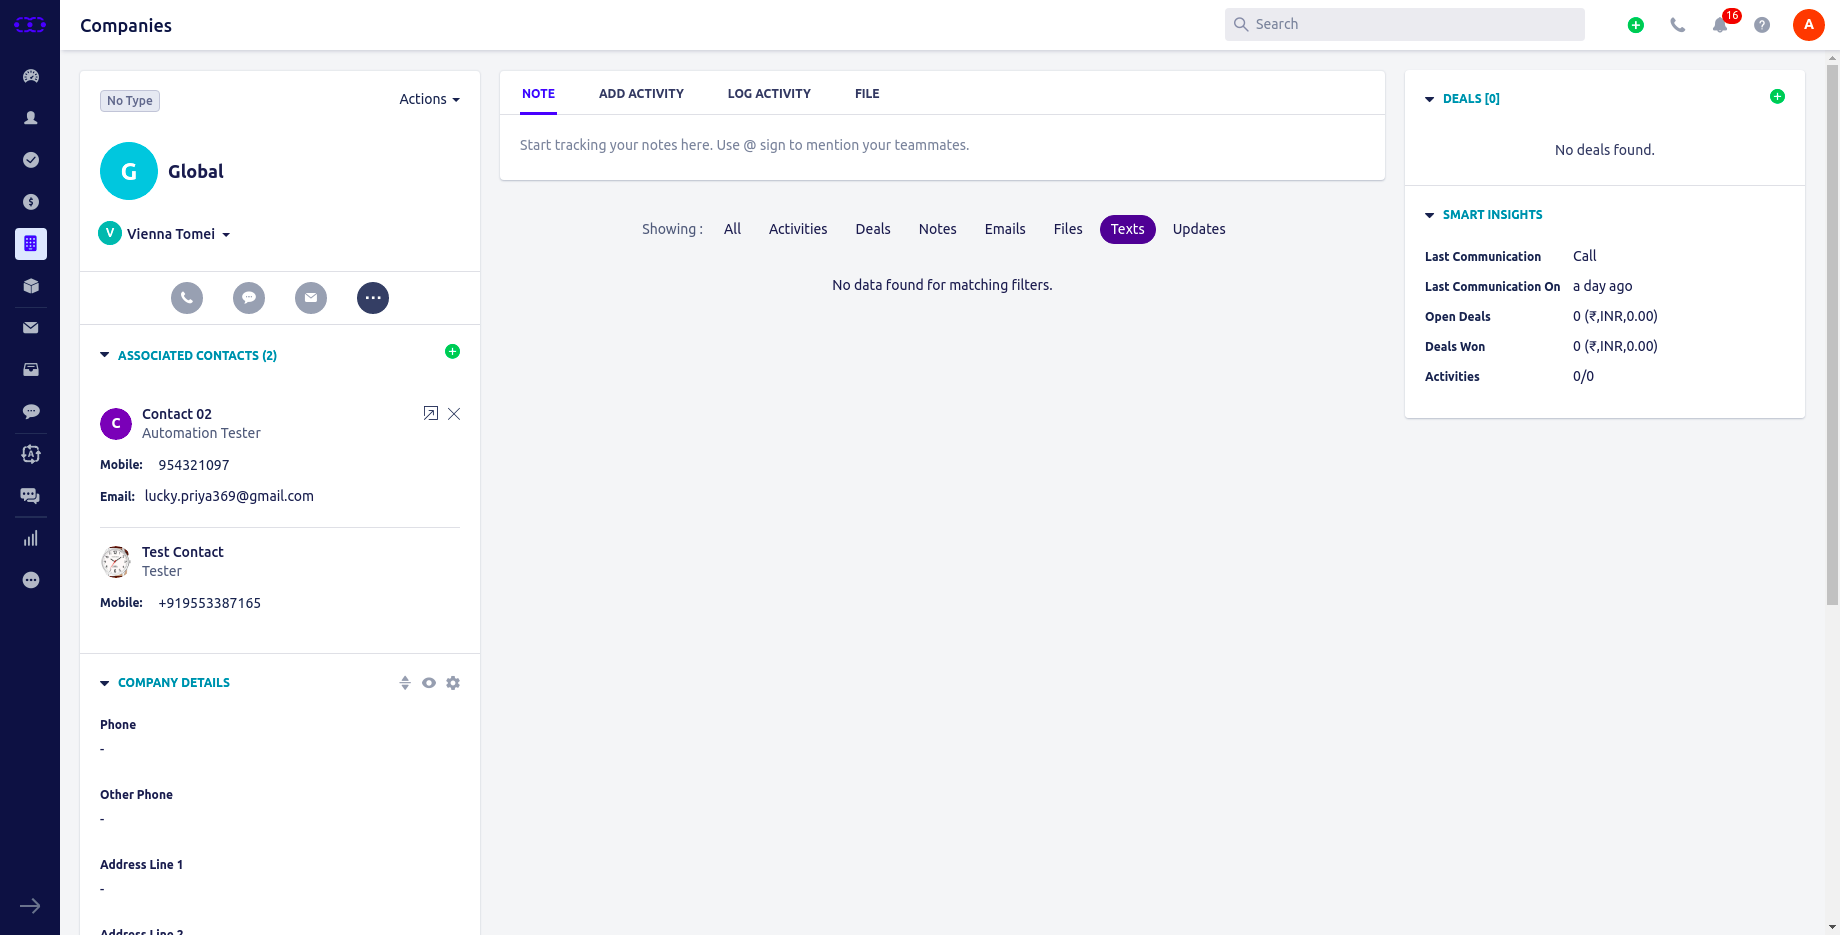 Companies
Search
16
A
No Type
Actions
G
Global
V
Vienna Tomei
ASSOCIATED CONTACTS (2)
C
Contact 02
Automation Tester
Mobile: 954321097
Email: lucky.priya369@gmail.com
Test Contact
Tester
Mobile: +919553387165
COMPANY DETAILS
Phone
-
Other Phone
-
Address Line 1
-
Address Line 2
NOTE
ADD ACTIVITY
LOG ACTIVITY
FILE
Start tracking your notes here. Use @ sign to mention your teammates.
Showing : All Activities Deals Notes Emails Files Texts Updates
No data found for matching filters.
DEALS [0]
No deals found.
SMART INSIGHTS
Last Communication Call
Last Communication On a day ago
Open Deals 0 (₹,INR,0.00)
Deals Won 0 (₹,INR,0.00)
Activities 0/0